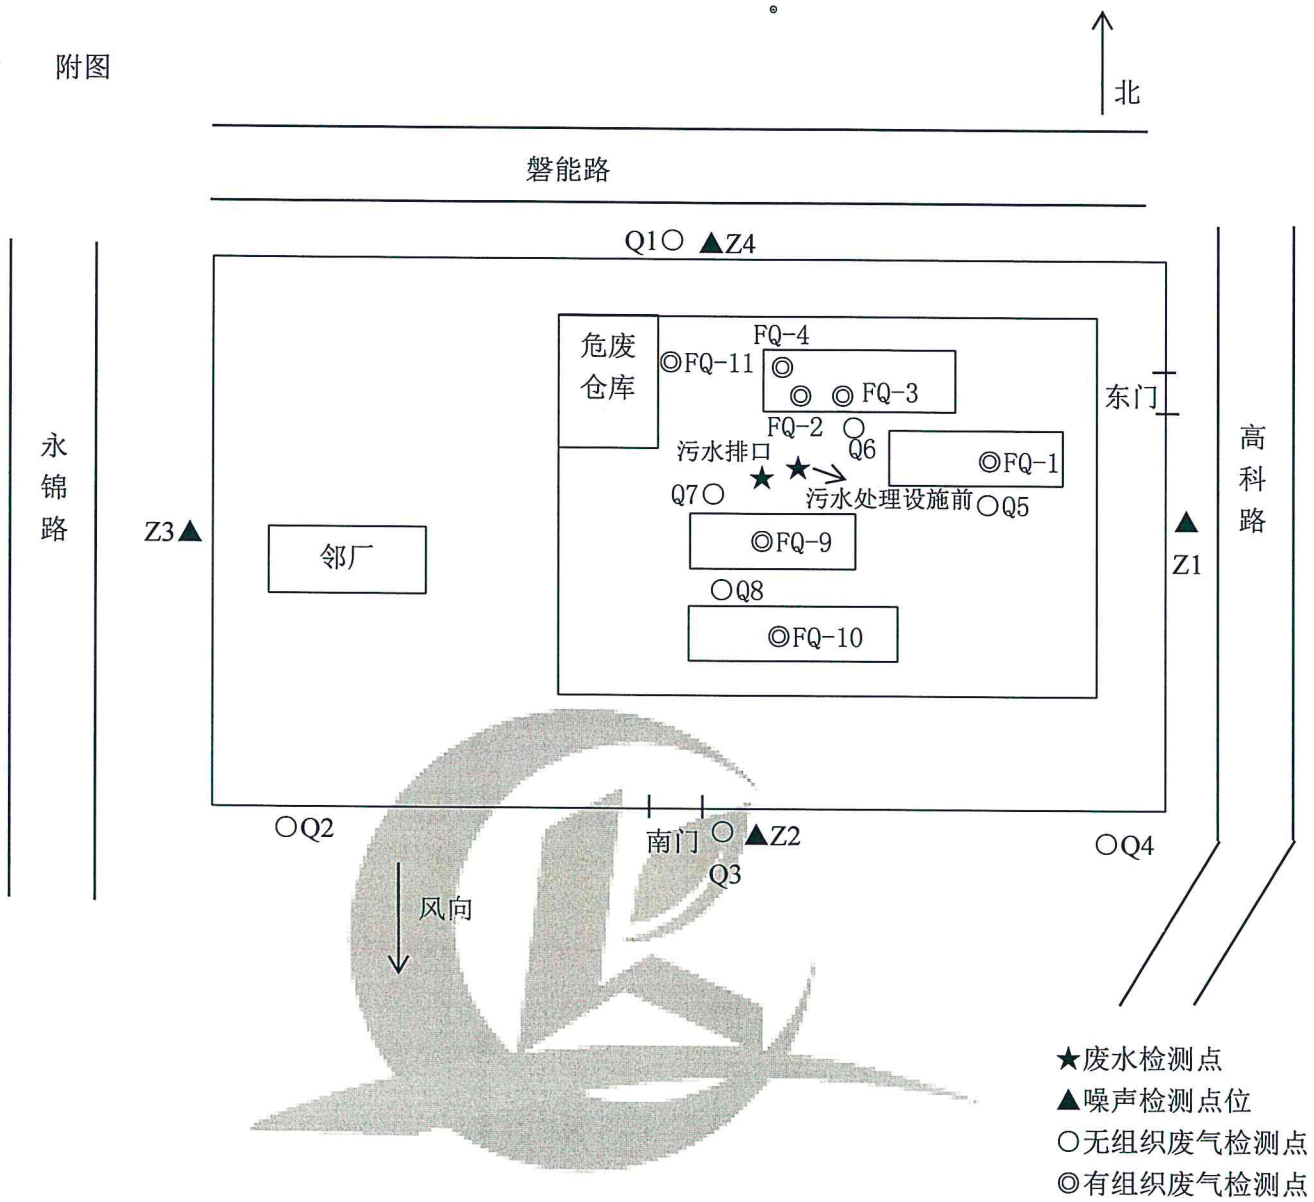 附图
北
磐能路
Q1 Z4
危废
仓库
FQ-4
FQ-11
FQ-3
FQ-2
Q6
东门
FQ-1
污水排口
污水处理设施前
Q7
Q5
永锦路
高科路
Z3
Z1
邻厂
FQ-9
Q8
FQ-10
Q2
南门
Z2
Q3
Q4
风向
★废水检测点
▲噪声检测点位
○无组织废气检测点
◎有组织废气检测点